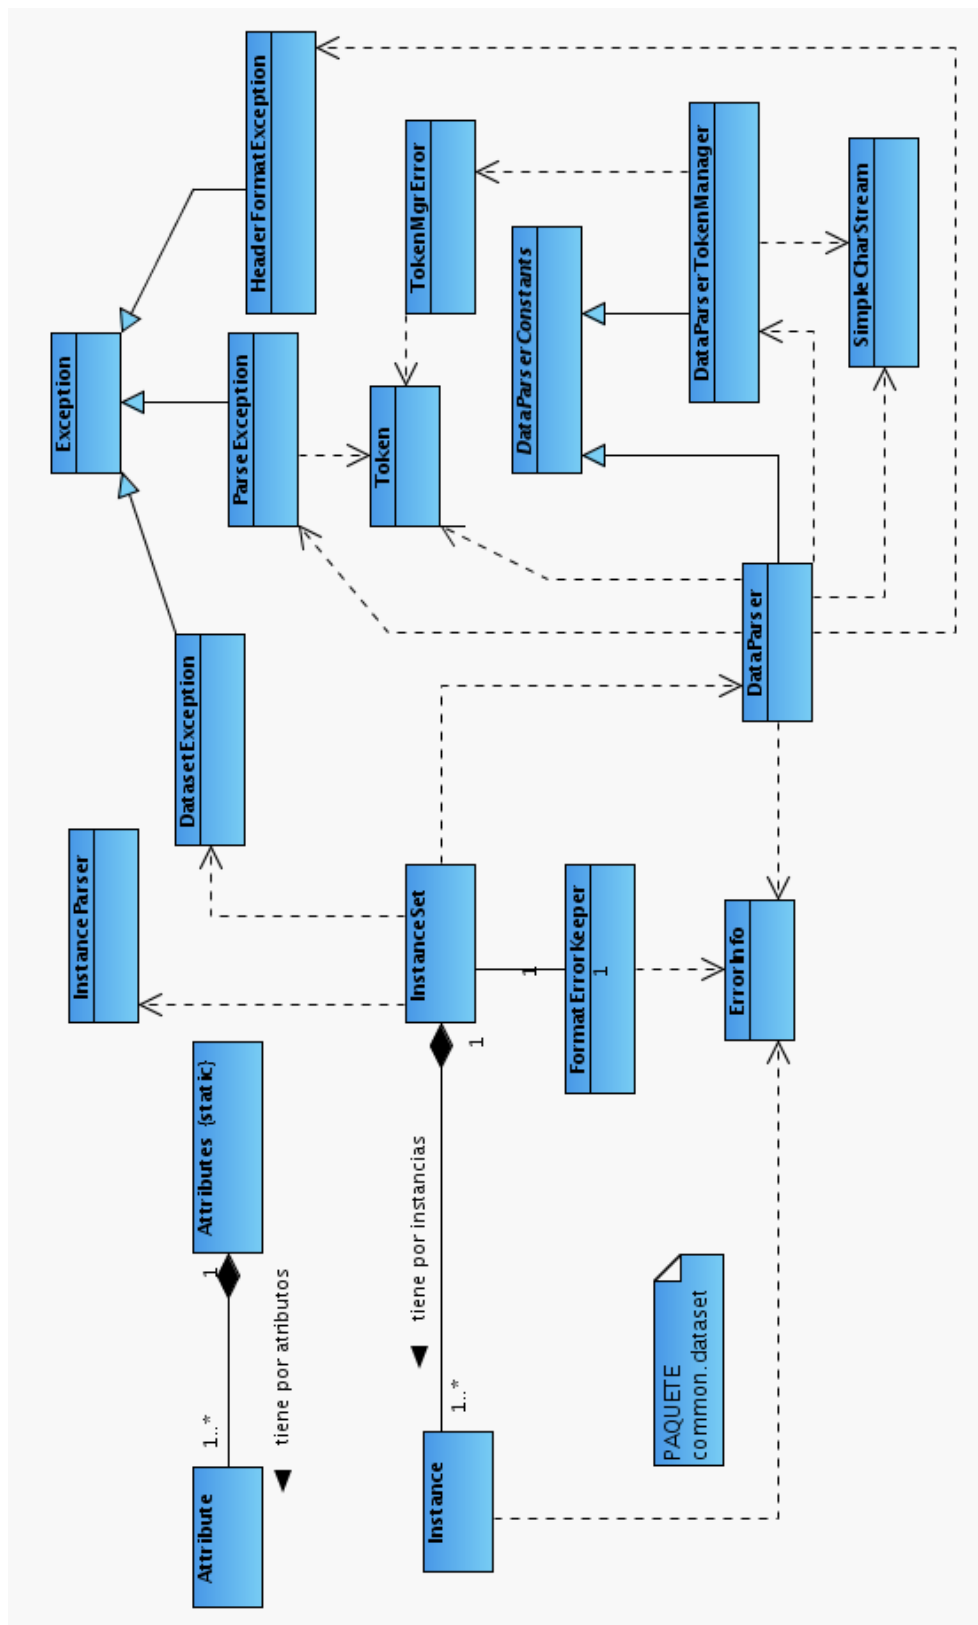 Exception
InstanceParser
DatasetException
Attribute
1..*
1
Attributes {static}
ParseException
HeaderFormatException
tiene por atributos
Token
tiene por instancias
InstanceSet
TokenMgrError
Instance
1..*
1
DataParserConstants
1
FormatErrorKeeper
1
PAQUETE
common.dataset
DataParserTokenManager
ErrorInfo
DataParser
SimpleCharStream